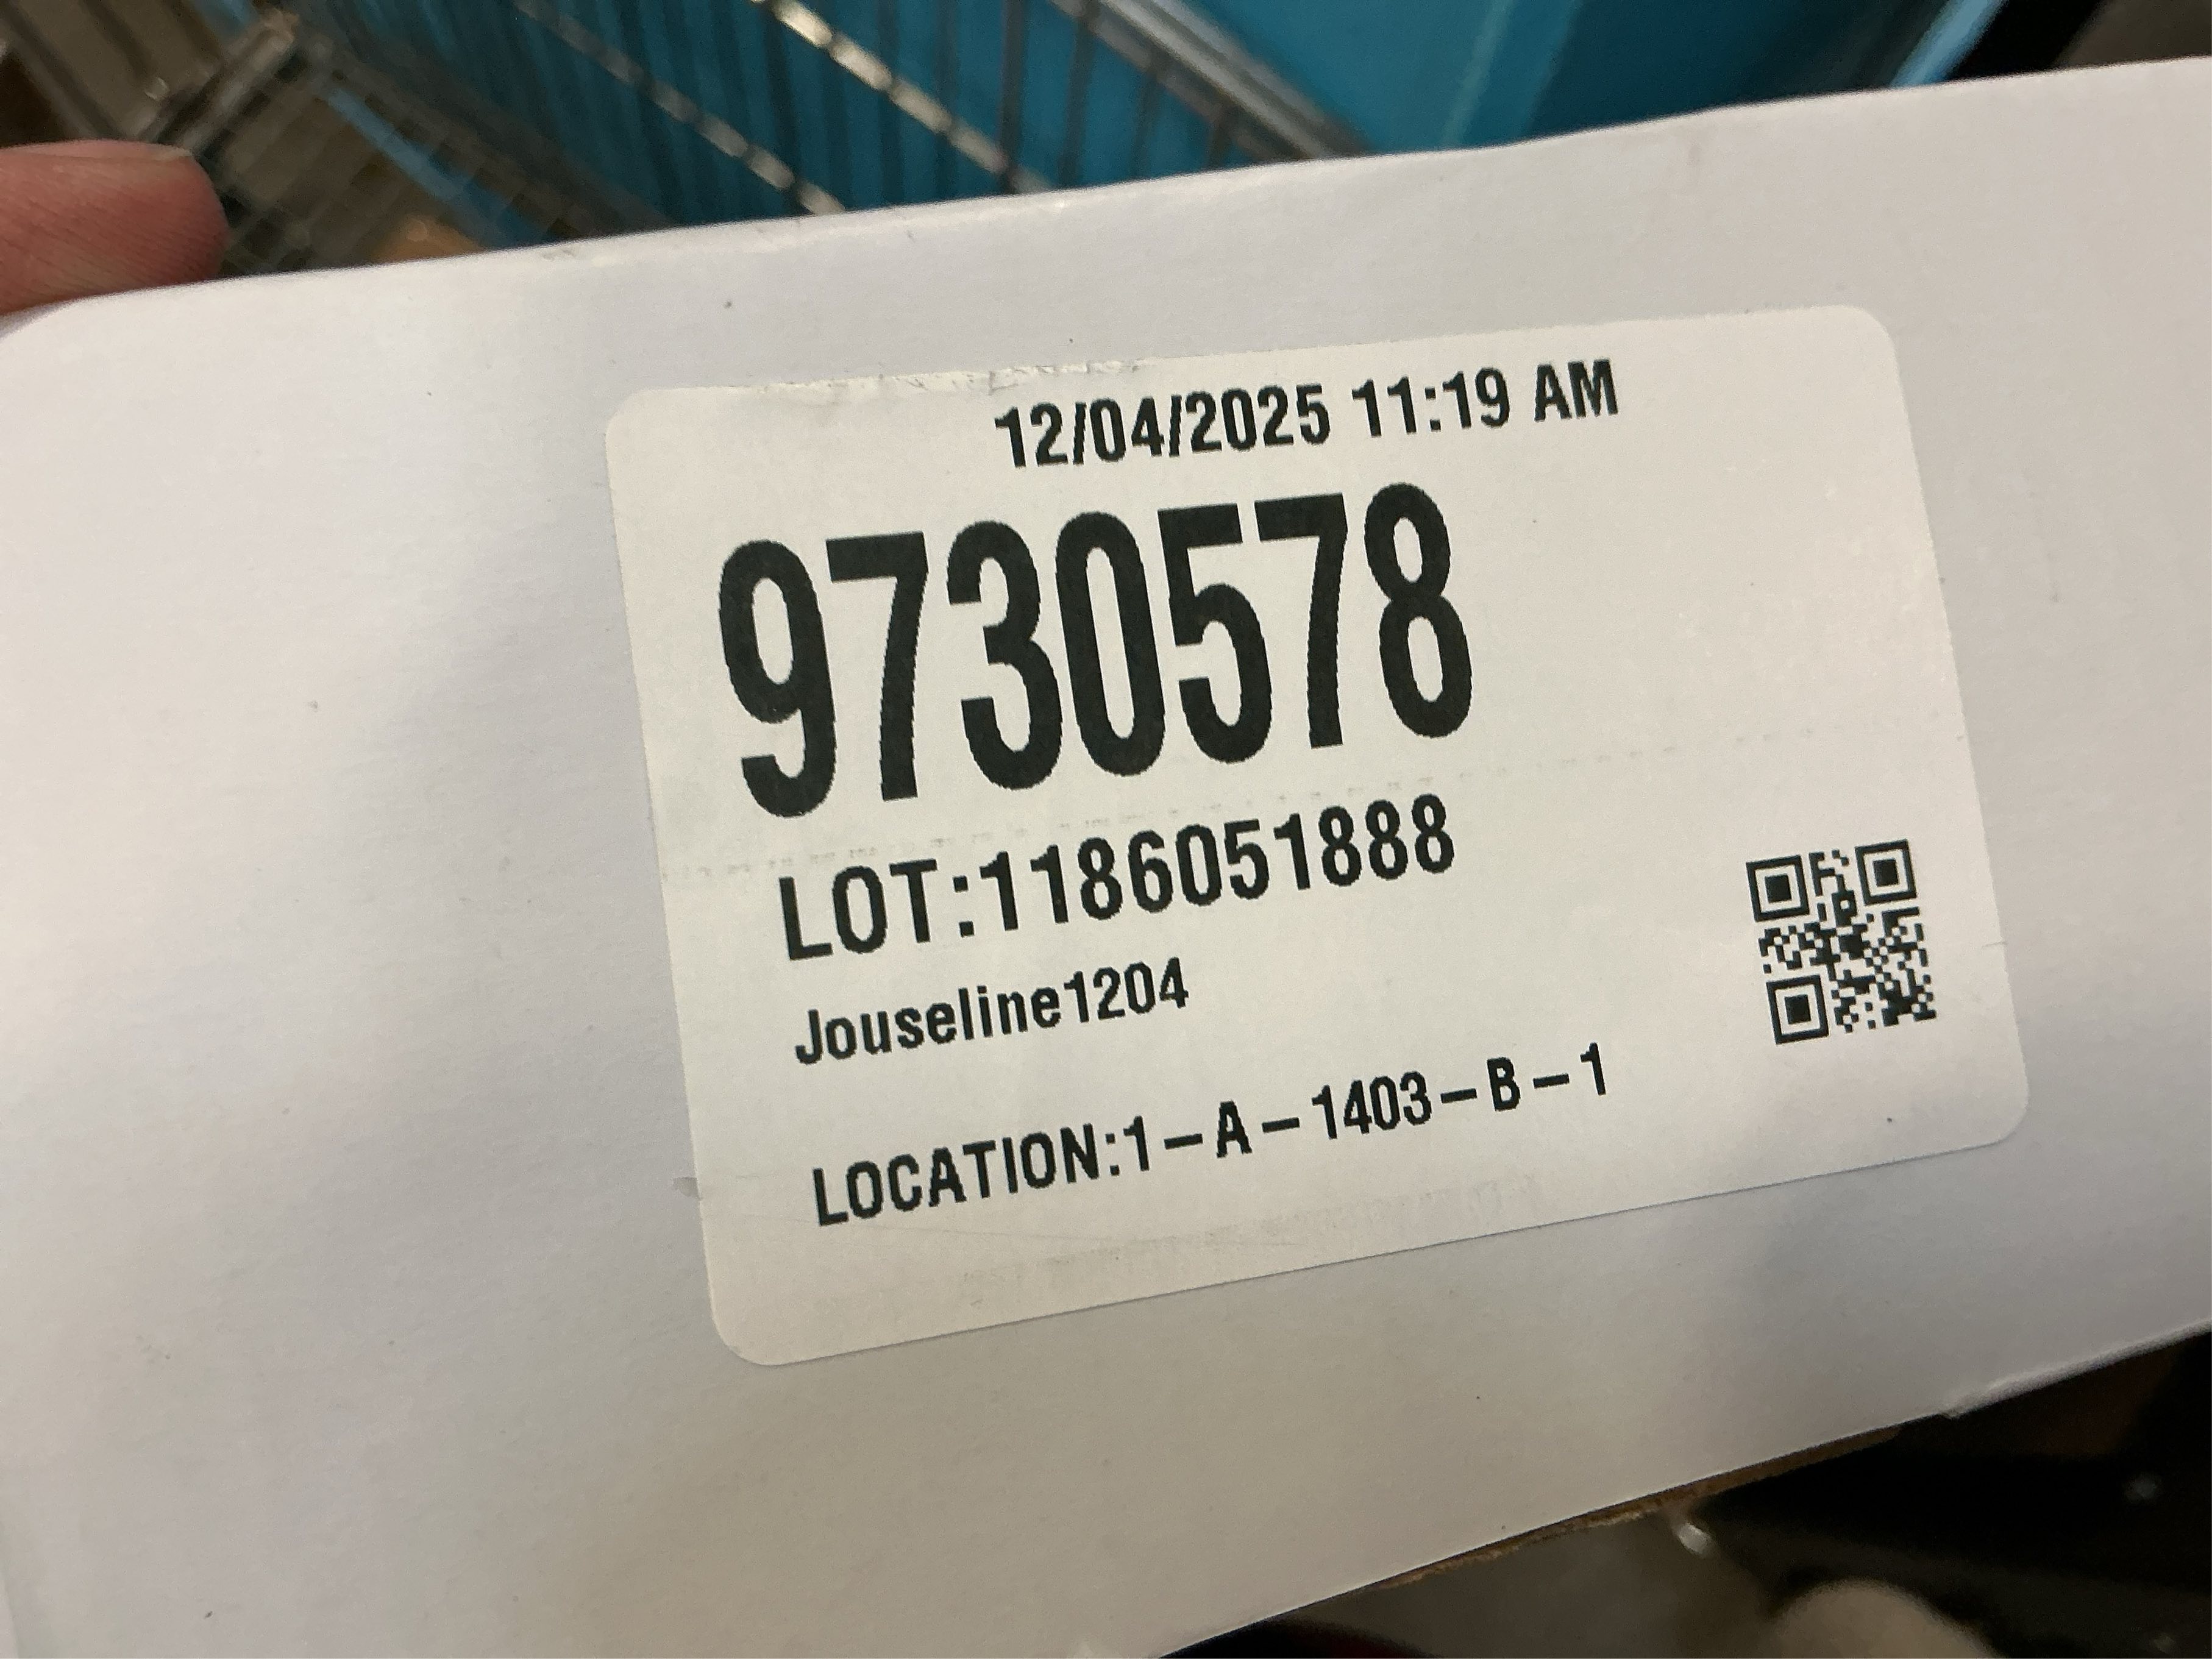 12/04/2025 11:19 AM
9730578
LOT:1186051888
Jouseline1204
LOCATION:1-A-1403-B-1